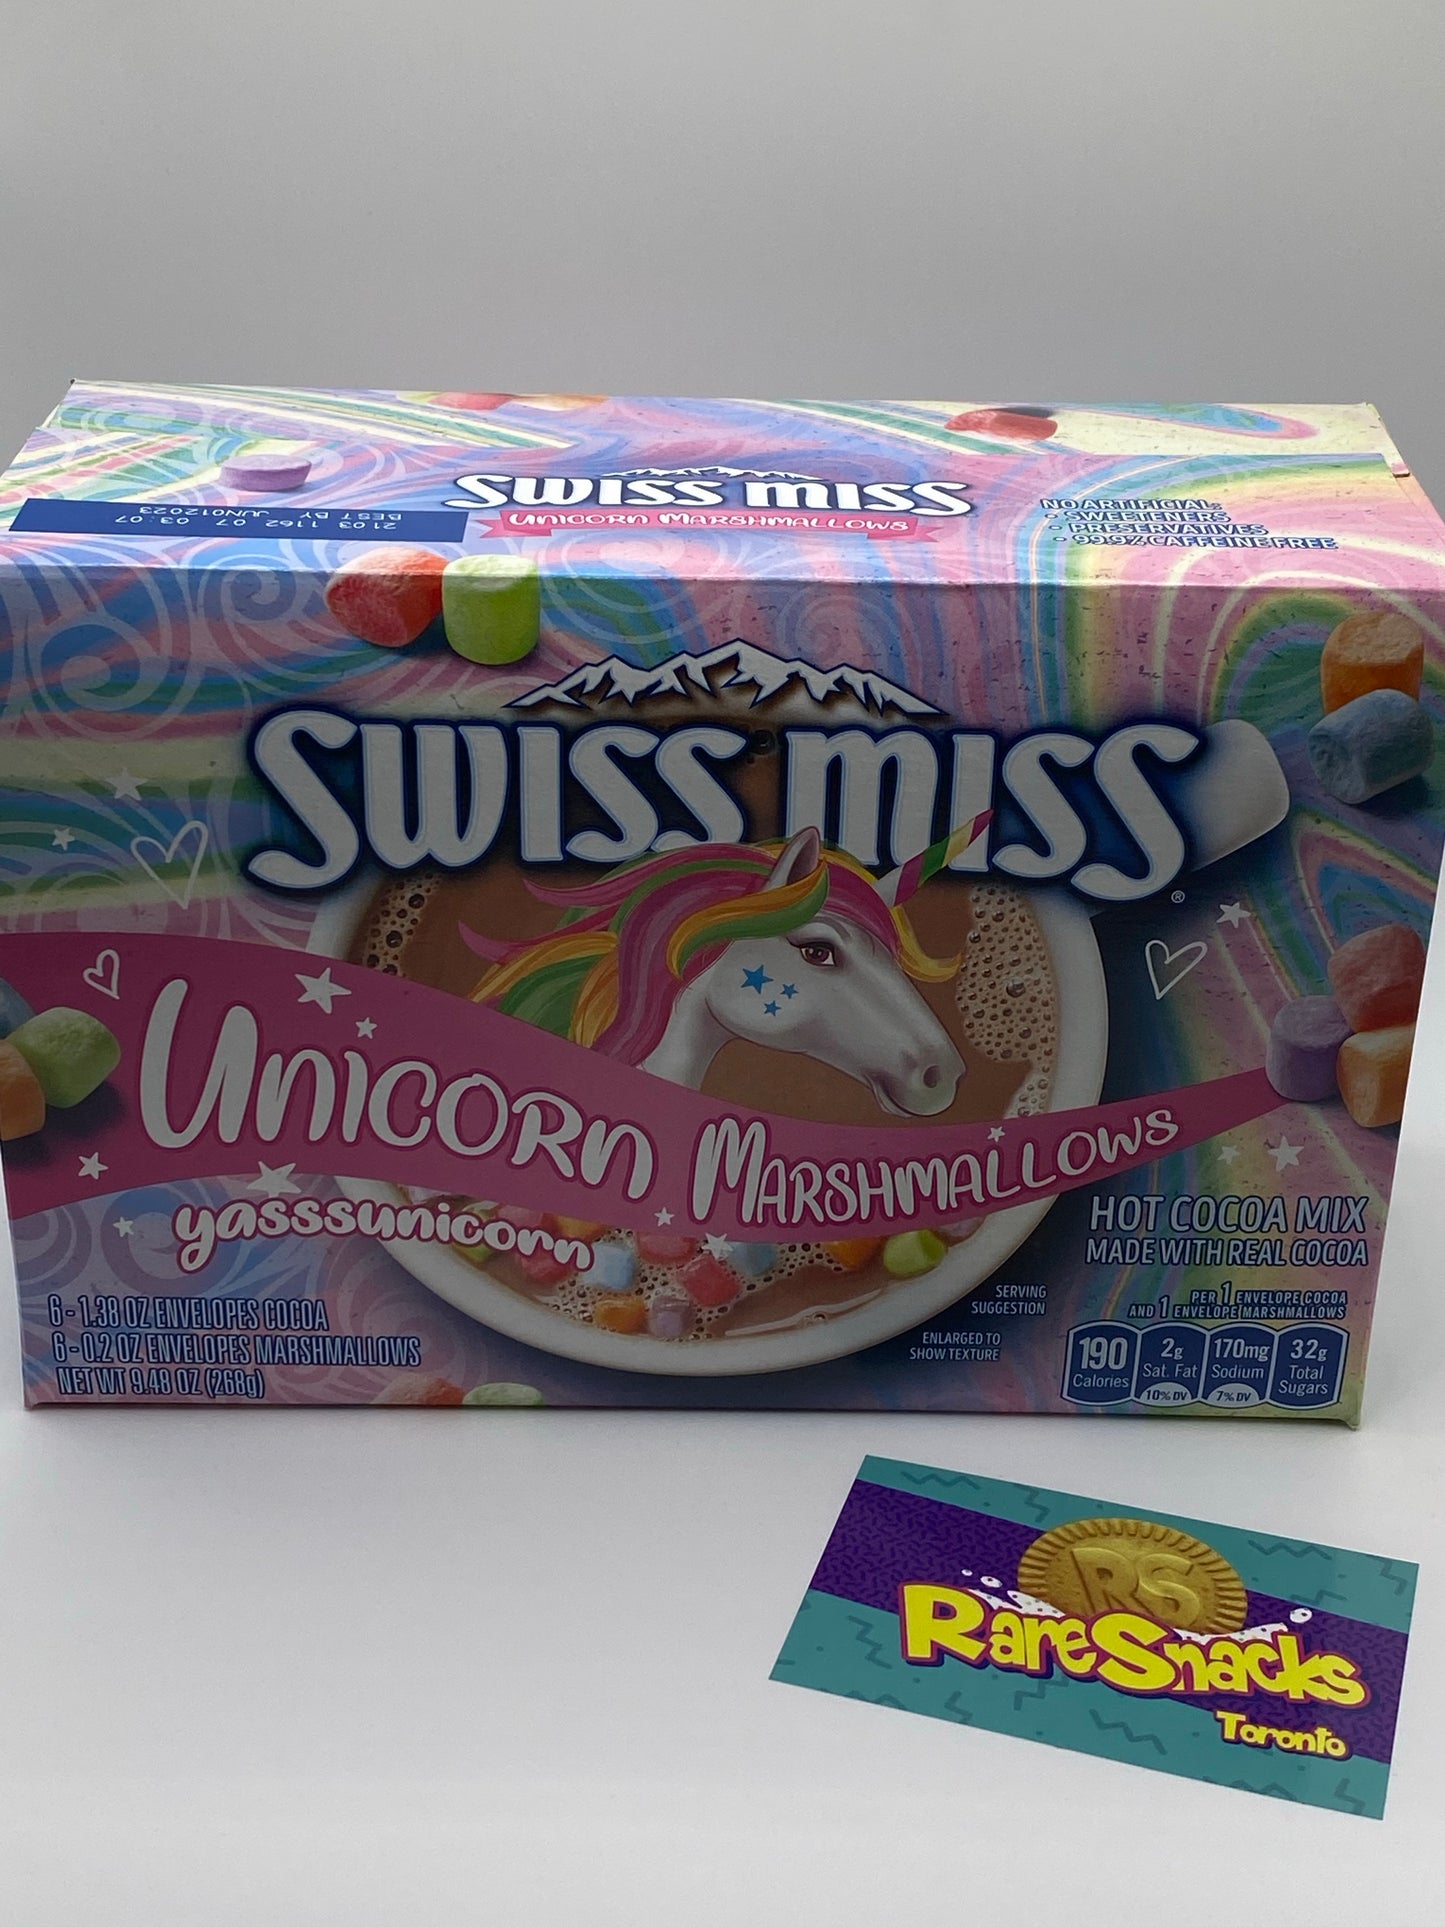 SWISS MISS
UNICORN MARSHMALLOWS
2103 1162 07 03:07
BEST BY JUN012023
NO ARTIFICIAL:
• SWEETENERS
• PRESERVATIVES
• 99.9% CAFFEINE FREE
SWISS MISS®
UNICORN MARSHMALLOWS
yasssunicorn
HOT COCOA MIX
MADE WITH REAL COCOA
6 - 1.38 OZ ENVELOPES COCOA
6 - 0.2 OZ ENVELOPES MARSHMALLOWS
NET WT 9.48 OZ (268g)
SERVING
SUGGESTION
ENLARGED TO
SHOW TEXTURE
PER 1 ENVELOPE COCOA
AND 1 ENVELOPE MARSHMALLOWS
190 Calories
2g Sat. Fat 10% DV
170mg Sodium 7% DV
32g Total Sugars
RS
RareSnacks
Toronto